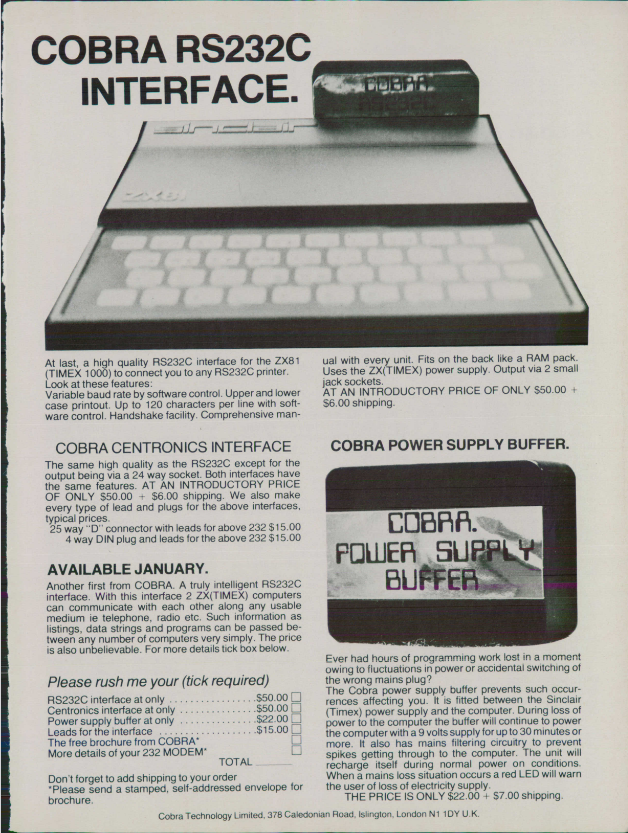 COBRA RS232C
INTERFACE.
COBRA
RS232C
sinclair
ZX81
At last, a high quality RS232C interface for the ZX81
(TIMEX 1000) to connect you to any RS232C printer.
Look at these features:
Variable baud rate by software control. Upper and lower
case printout. Up to 120 characters per line with soft-
ware control. Handshake facility. Comprehensive man-
ual with every unit. Fits on the back like a RAM pack.
Uses the ZX(TIMEX) power supply. Output via 2 small
jack sockets.
AT AN INTRODUCTORY PRICE OF ONLY $50.00 +
$6.00 shipping.
COBRA CENTRONICS INTERFACE
The same high quality as the RS232C except for the
output being via a 24 way socket. Both interfaces have
the same features. AT AN INTRODUCTORY PRICE
OF ONLY $50.00 + $6.00 shipping. We also make
every type of lead and plugs for the above interfaces,
typical prices.
25 way "D" connector with leads for above 232 $15.00
4 way DIN plug and leads for the above 232 $15.00
AVAILABLE JANUARY.
Another first from COBRA. A truly intelligent RS232C
interface. With this interface 2 ZX(TIMEX) computers
can communicate with each other along any usable
medium ie telephone, radio etc. Such information as
listings, data strings and programs can be passed be-
tween any number of computers very simply. The price
is also unbelievable. For more details tick box below.
Please rush me your (tick required)
RS232C interface at only ................$50.00
Centronics interface at only ..............$50.00
Power supply buffer at only ..............$22.00
Leads for the interface ..................$15.00
The free brochure from COBRA*
More details of your 232 MODEM*
TOTAL
Don't forget to add shipping to your order
*Please send a stamped, self-addressed envelope for
brochure.
COBRA POWER SUPPLY BUFFER.
COBRA.
POWER SUPPLY
BUFFER
Ever had hours of programming work lost in a moment
owing to fluctuations in power or accidental switching of
the wrong mains plug?
The Cobra power supply buffer prevents such occur-
rences affecting you. It is fitted between the Sinclair
(Timex) power supply and the computer. During loss of
power to the computer the buffer will continue to power
the computer with a 9 volts supply for up to 30 minutes or
more. It also has mains filtering circuitry to prevent
spikes getting through to the computer. The unit will
recharge itself during normal power on conditions.
When a mains loss situation occurs a red LED will warn
the user of loss of electricity supply.
THE PRICE IS ONLY $22.00 + $7.00 shipping.
Cobra Technology Limited, 378 Caledonian Road, Islington, London N1 1DY U.K.